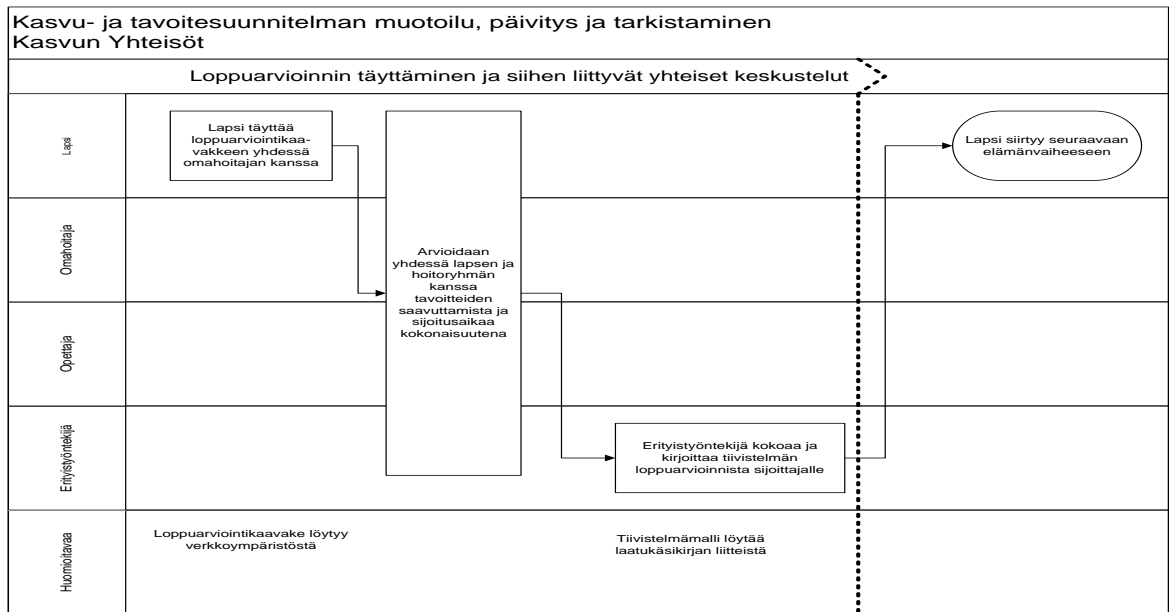 Kasvu- ja tavoitesuunnitelman muotoilu, päivitys ja tarkistaminen
Kasvun Yhteisöt
Loppuarvioinnin täyttäminen ja siihen liittyvät yhteiset keskustelut
Lapsi
Lapsi täyttää
loppuarviointikaa-
vakkeen yhdessä
omahoitajan kanssa
Lapsi siirtyy seuraavaan
elämänvaiheeseen
Omahoitaja
Arvioidaan
yhdessä lapsen ja
hoitoryhmän
kanssa
tavoitteiden
saavuttamista ja
sijoitusaikaa
kokonaisuutena
Opettaja
Erityistyöntekijä
Erityistyöntekijä kokoaa ja
kirjoittaa tiivistelmän
loppuarvioinnista sijoittajalle
Huomioitavaa
Loppuarviointikaavake löytyy
verkkoympäristöstä
Tiivistelmämalli löytää
laatukäsikirjan liitteistä